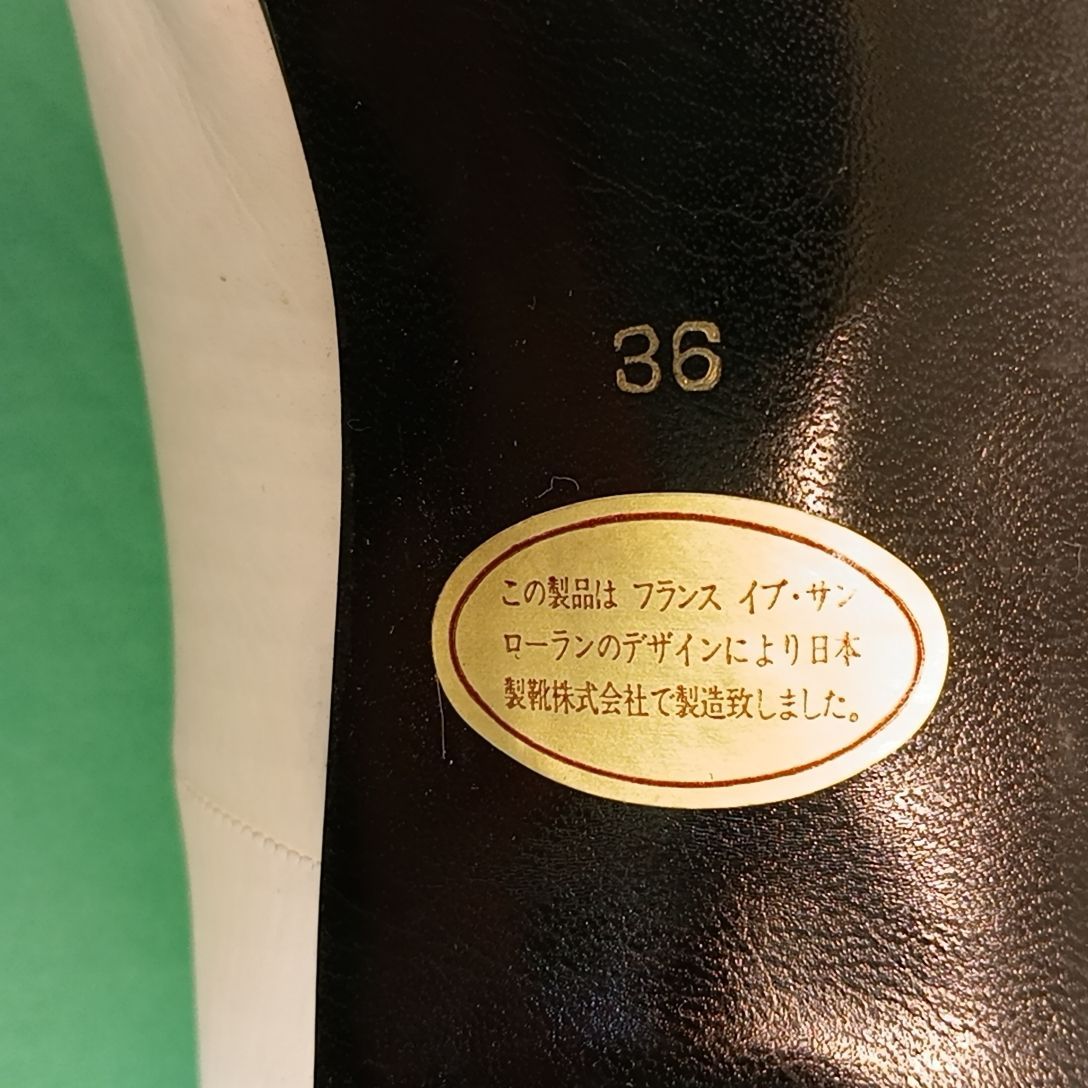 36
この製品は フランス イブ・サン
ローランのデザインにより日本
製靴株式会社で製造致しました。